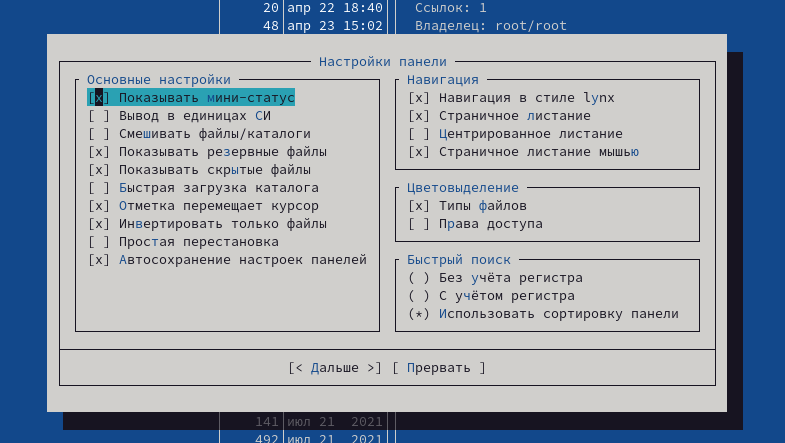 20 апр 22 18:40 Ссылок: 1
48 апр 23 15:02 Владелец: root/root
Настройки панели
Основные настройки
[x] Показывать мини-статус
[ ] Вывод в единицах СИ
[ ] Смешивать файлы/каталоги
[x] Показывать резервные файлы
[x] Показывать скрытые файлы
[ ] Быстрая загрузка каталога
[x] Отметка перемещает курсор
[x] Инвертировать только файлы
[ ] Простая перестановка
[x] Автосохранение настроек панелей
Навигация
[x] Навигация в стиле lynx
[x] Страничное листание
[ ] Центрированное листание
[x] Страничное листание мышью
Цветовыделение
[x] Типы файлов
[ ] Права доступа
Быстрый поиск
( ) Без учёта регистра
( ) С учётом регистра
(*) Использовать сортировку панели
[< Дальше >] [ Прервать ]
141 июл 21 2021
492 июл 21 2021